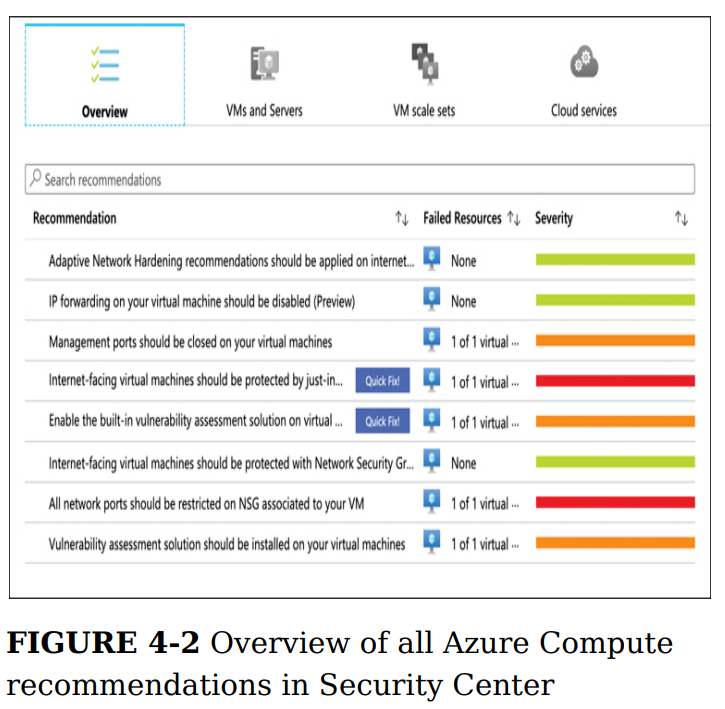 Overview VMs and Servers VM scale sets Cloud services
Search recommendations
Recommendation ↑↓ Failed Resources ↑↓ Severity ↑↓
Adaptive Network Hardening recommendations should be applied on internet... None
IP forwarding on your virtual machine should be disabled (Preview) None
Management ports should be closed on your virtual machines 1 of 1 virtual ...
Internet-facing virtual machines should be protected by just-in... Quick Fix! 1 of 1 virtual ...
Enable the built-in vulnerability assessment solution on virtual ... Quick Fix! 1 of 1 virtual ...
Internet-facing virtual machines should be protected with Network Security Gr... None
All network ports should be restricted on NSG associated to your VM 1 of 1 virtual ...
Vulnerability assessment solution should be installed on your virtual machines 1 of 1 virtual ...
FIGURE 4-2 Overview of all Azure Compute
recommendations in Security Center